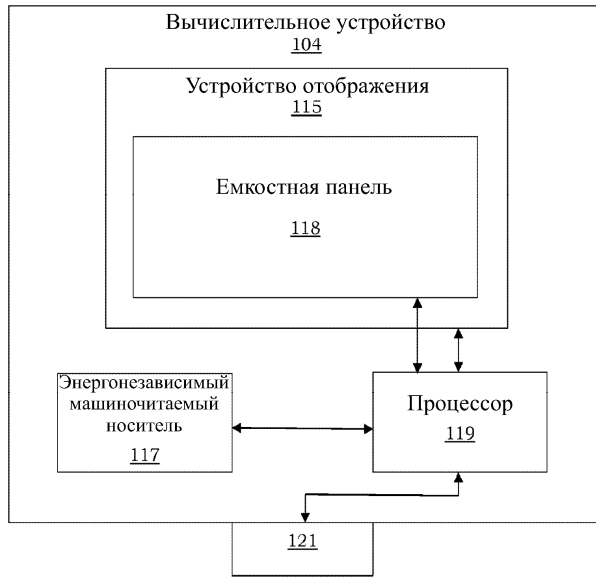 Вычислительное устройство
104
Устройство отображения
115
Емкостная панель
118
Энергонезависимый
машиночитаемый
носитель
117
Процессор
119
121